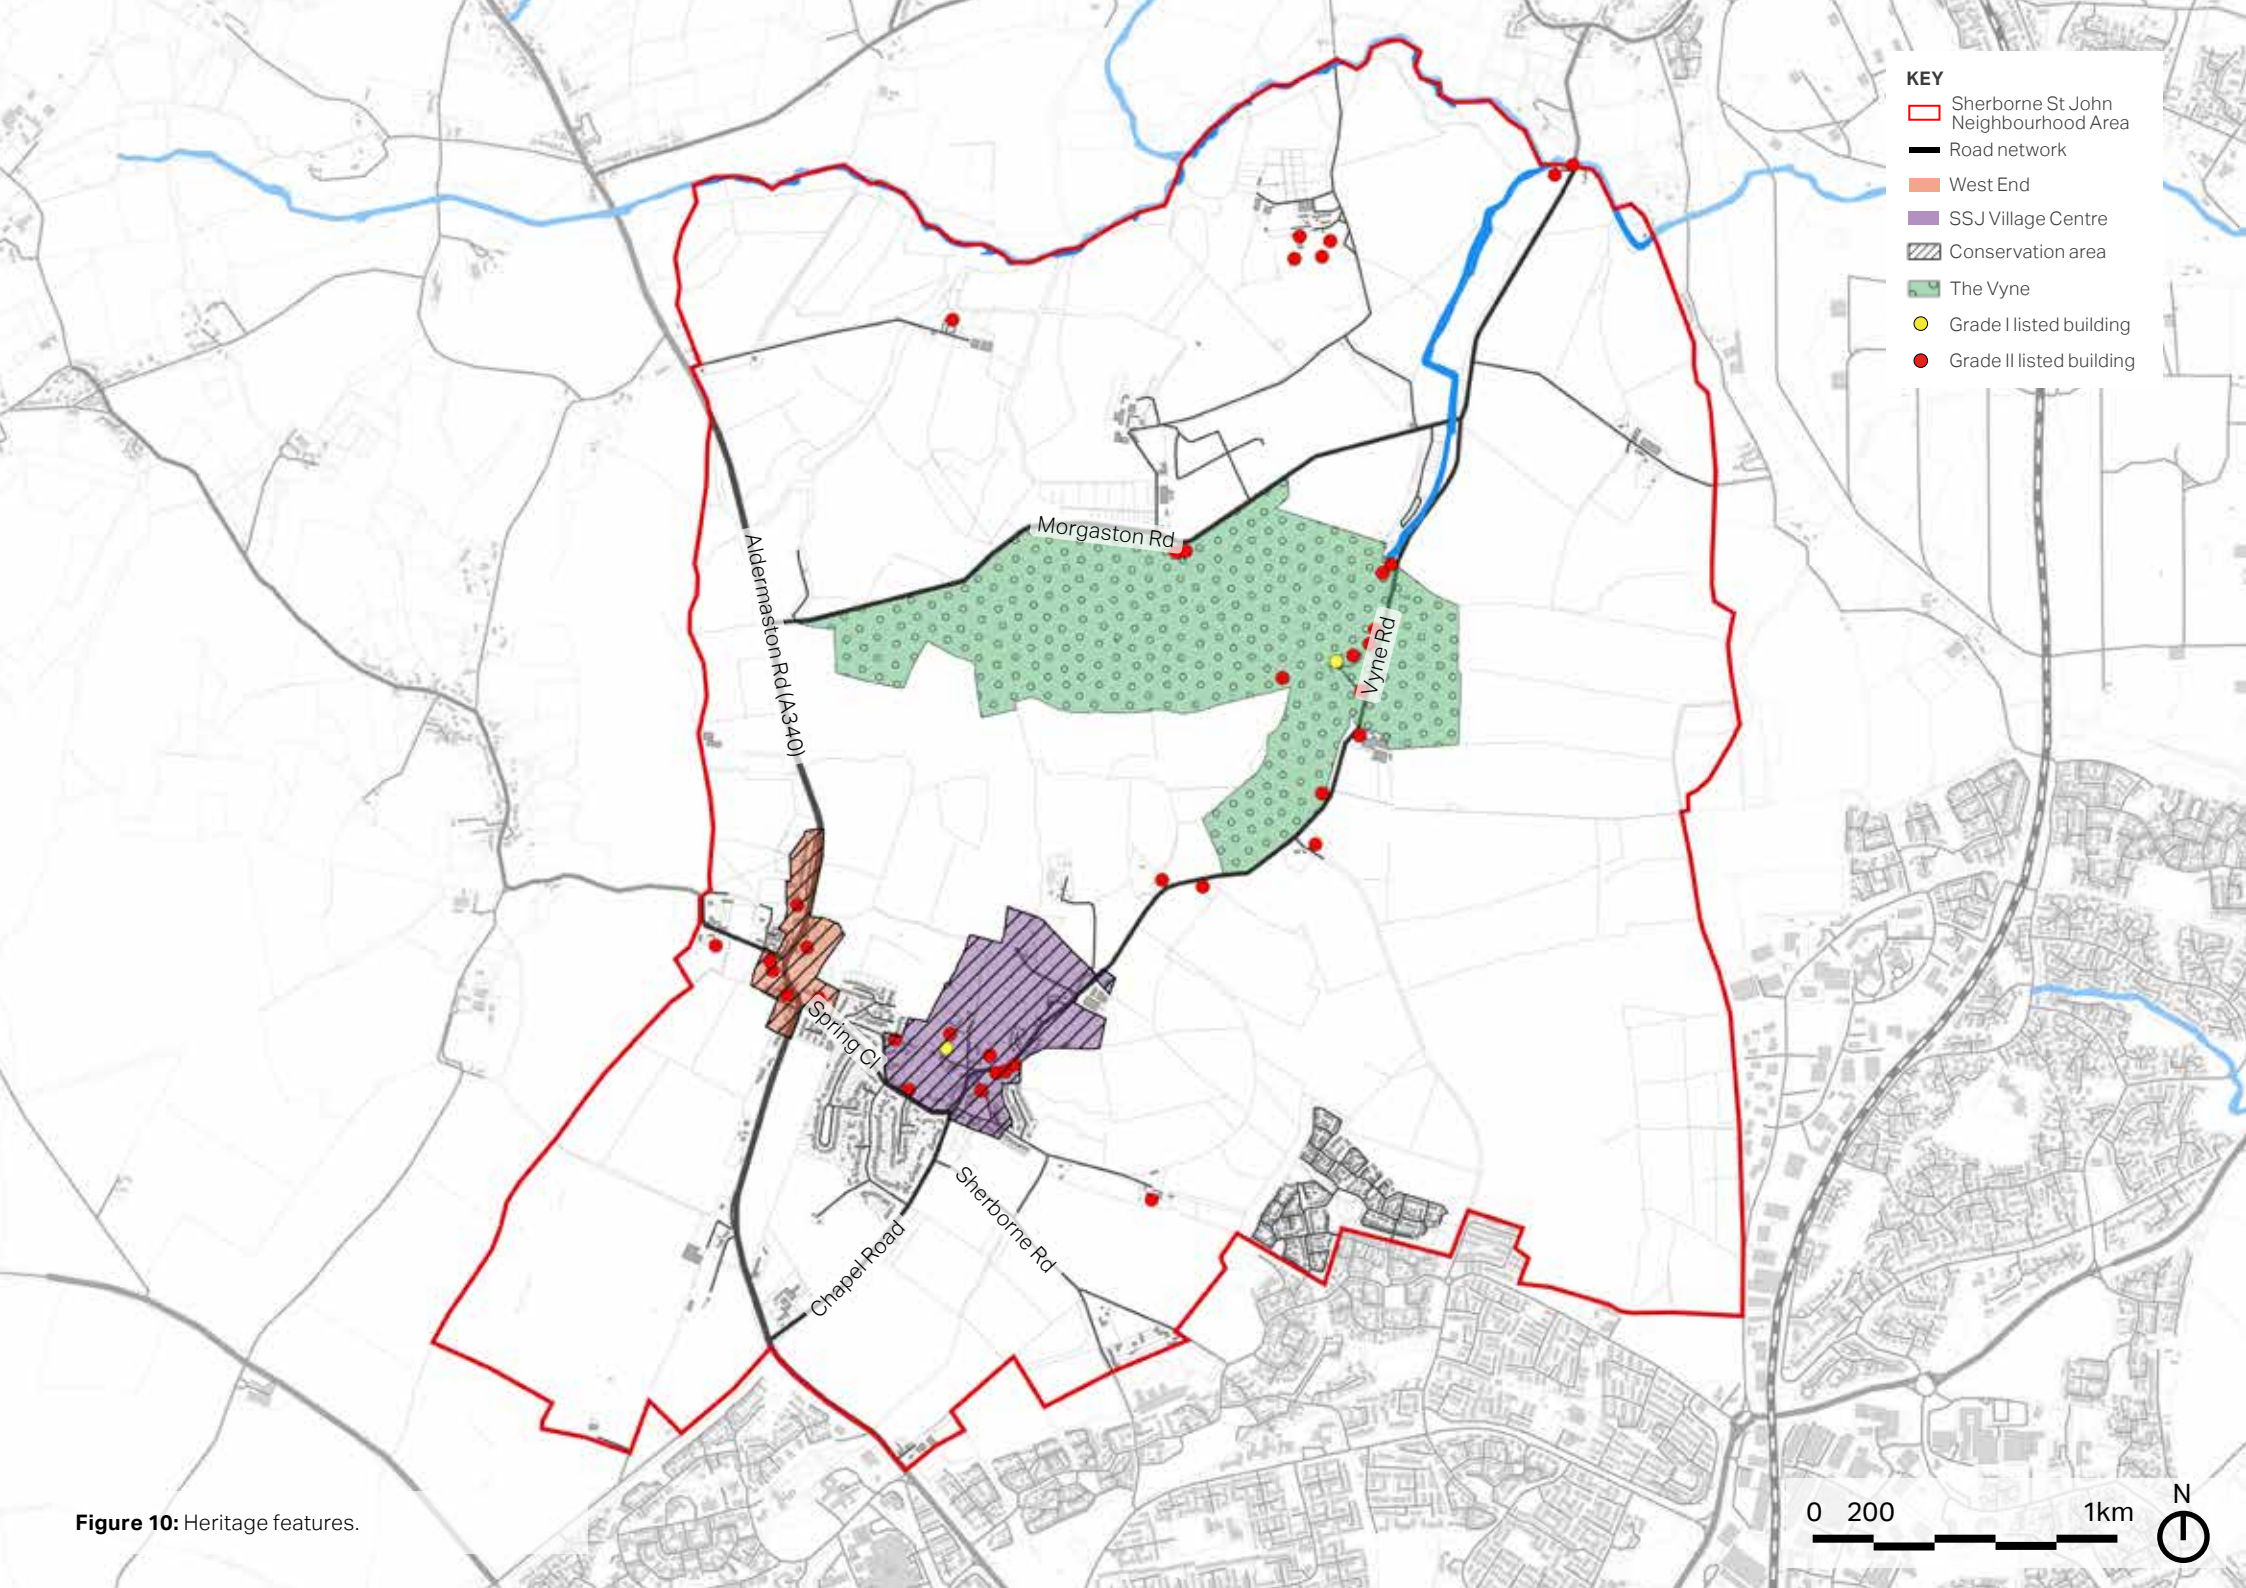 KEY
Sherborne St John
Neighbourhood Area
Road network
West End
SSJ Village Centre
Conservation area
The Vyne
Grade I listed building
Grade II listed building
Morgaston Rd
Aldermaston Rd (A340)
Vyne Rd
Spring Cl
Sherborne Rd
Chapel Road
Figure 10: Heritage features.
0 200 1km
N